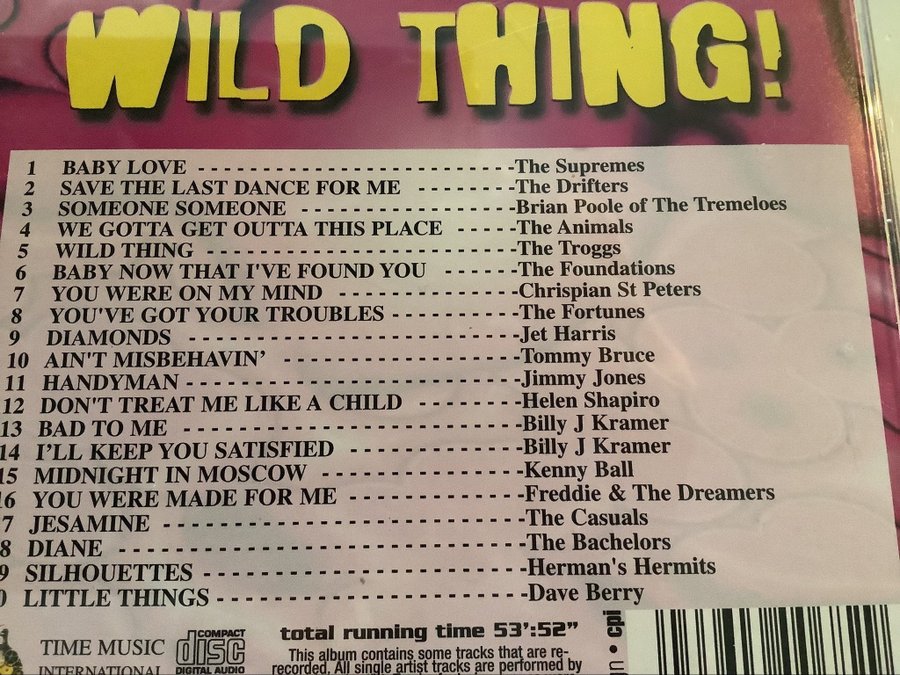 WILD THING!
1 BABY LOVE ------------------------------The Supremes
2 SAVE THE LAST DANCE FOR ME --------The Drifters
3 SOMEONE SOMEONE --------------------Brian Poole of The Tremeloes
4 WE GOTTA GET OUTTA THIS PLACE ------The Animals
5 WILD THING -----------------------------The Troggs
6 BABY NOW THAT I'VE FOUND YOU ------The Foundations
7 YOU WERE ON MY MIND ----------------Chrispian St Peters
8 YOU'VE GOT YOUR TROUBLES----------The Fortunes
9 DIAMONDS ------------------------------Jet Harris
10 AIN'T MISBEHAVIN’ ---------------------Tommy Bruce
11 HANDYMAN-----------------------------Jimmy Jones
12 DON'T TREAT ME LIKE A CHILD --------Helen Shapiro
13 BAD TO ME -----------------------------Billy J Kramer
14 I’LL KEEP YOU SATISFIED ---------------Billy J Kramer
15 MIDNIGHT IN MOSCOW -----------------Kenny Ball
16 YOU WERE MADE FOR ME ---------------Freddie & The Dreamers
7 JESAMINE -------------------------------The Casuals
8 DIANE -----------------------------------The Bachelors
9 SILHOUETTES ---------------------------Herman's Hermits
0 LITTLE THINGS--------------------------Dave Berry
TIME MUSIC
INTERNATIONAL
COMPACT
disc
DIGITAL AUDIO
total running time 53':52”
This album contains some tracks that are re-
recorded. All single artist tracks are performed by
gn • cpi